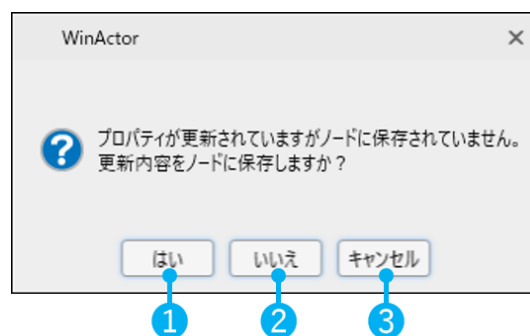 WinActor
プロパティが更新されていますがノードに保存されていません。
更新内容をノードに保存しますか？
はい いいえ キャンセル
1 2 3